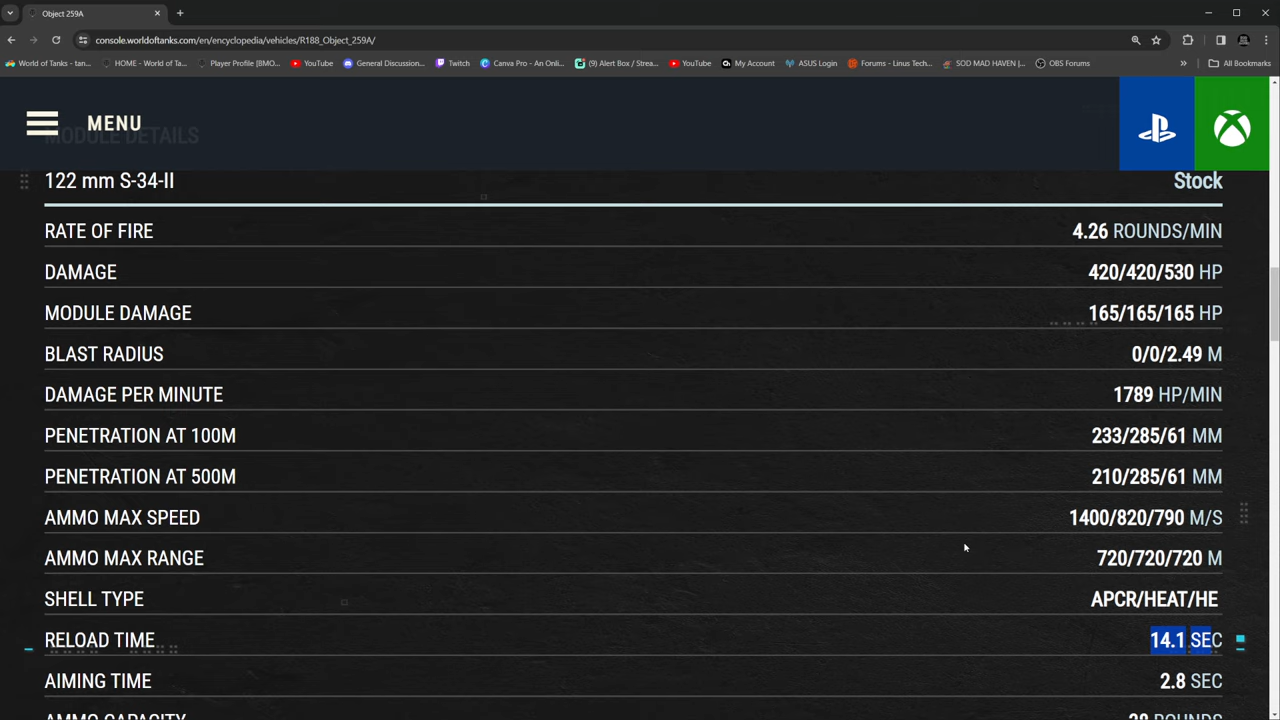 Object 259A
console.worldoftanks.com/en/encyclopedia/vehicles/R188_Object_259A/
World of Tanks - tan... HOME - World of Ta... Player Profile [BMO... YouTube General Discussion... Twitch Canva Pro - An Onli... (9) Alert Box / Strea... YouTube My Account ASUS Login Forums - Linus Tech... SOD MAD HAVEN |... OBS Forums » All Bookmarks
MENU
MODULE DETAILS
122 mm S-34-II Stock
RATE OF FIRE 4.26 ROUNDS/MIN
DAMAGE 420/420/530 HP
MODULE DAMAGE 165/165/165 HP
BLAST RADIUS 0/0/2.49 M
DAMAGE PER MINUTE 1789 HP/MIN
PENETRATION AT 100M 233/285/61 MM
PENETRATION AT 500M 210/285/61 MM
AMMO MAX SPEED 1400/820/790 M/S
AMMO MAX RANGE 720/720/720 M
SHELL TYPE APCR/HEAT/HE
RELOAD TIME 14.1 SEC
AIMING TIME 2.8 SEC
AMMO CAPACITY 28 ROUNDS